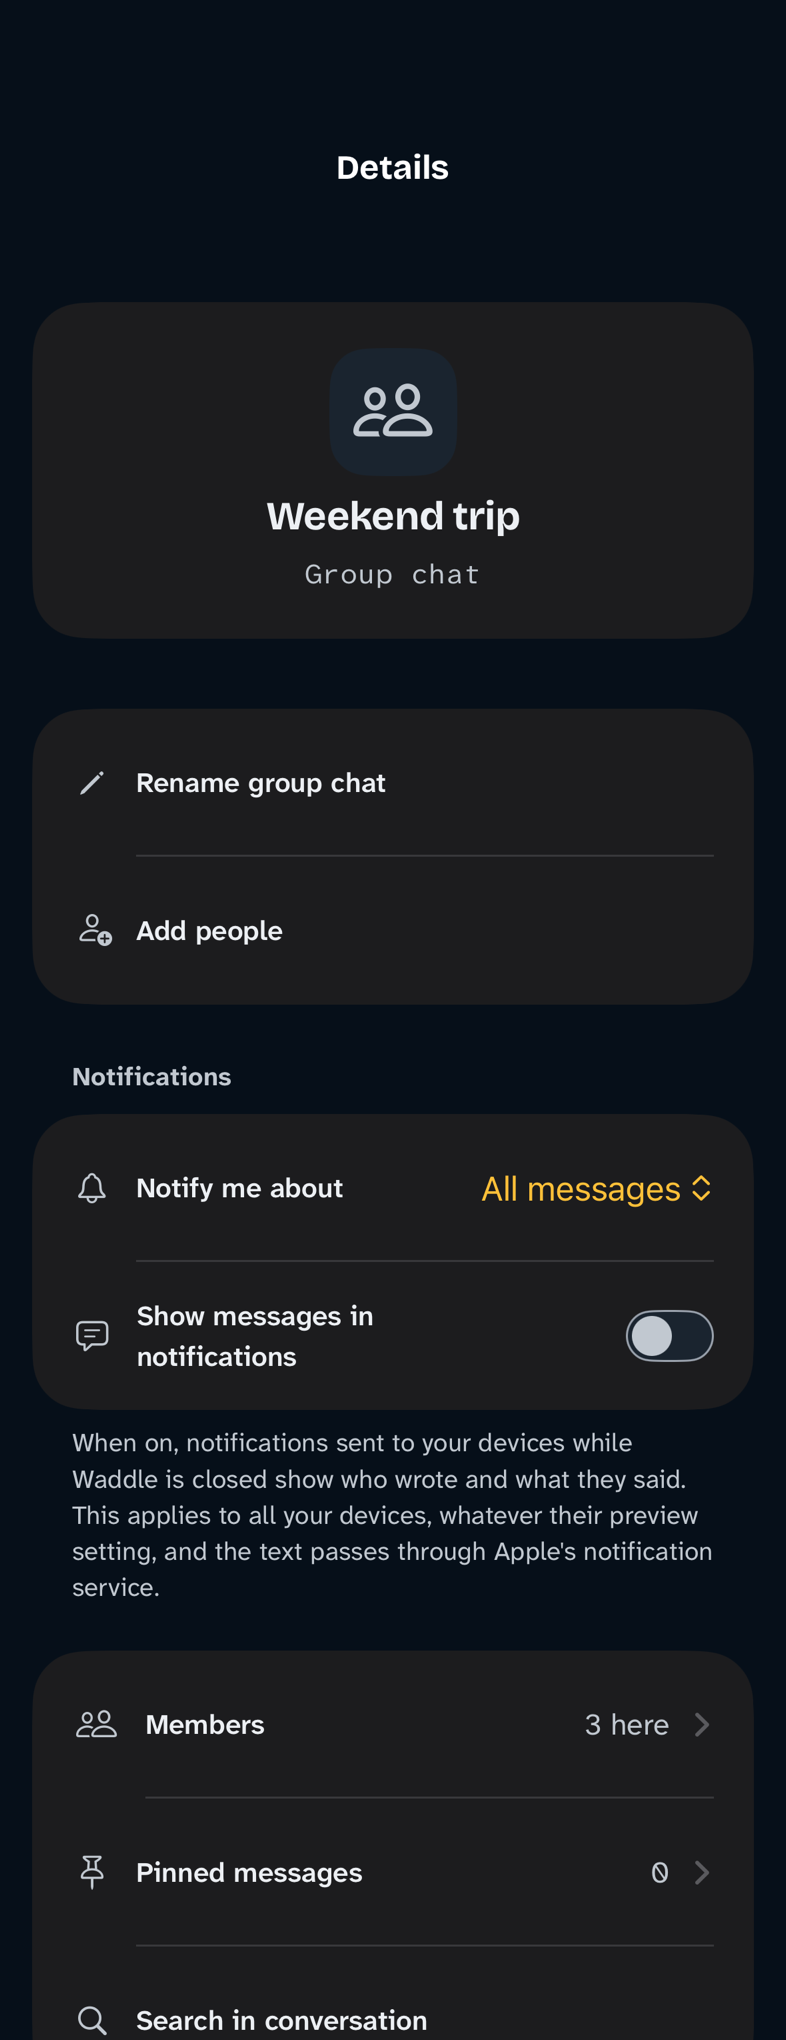 Details
Weekend trip
Group chat
Rename group chat
Add people
Notifications
Notify me about
All messages
Show messages in
notifications
When on, notifications sent to your devices while
Waddle is closed show who wrote and what they said.
This applies to all your devices, whatever their preview
setting, and the text passes through Apple's notification
service.
Members
3 here
Pinned messages
0
Search in conversation